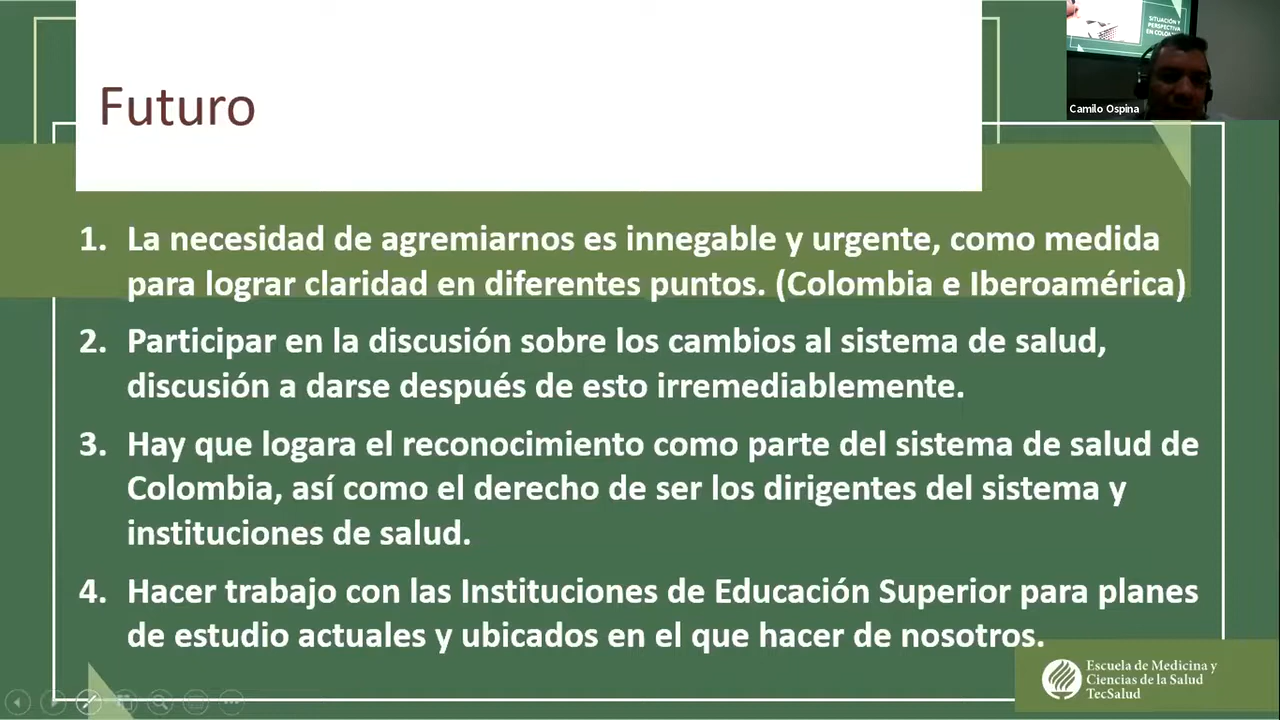 Futuro
SITUACIÓN Y
PERSPECTIVA
Camilo Ospina
1. La necesidad de agremiarnos es innegable y urgente, como medida
para lograr claridad en diferentes puntos. (Colombia e Iberoamérica)
2. Participar en la discusión sobre los cambios al sistema de salud,
discusión a darse después de esto irremediablemente.
3. Hay que logara el reconocimiento como parte del sistema de salud de
Colombia, así como el derecho de ser los dirigentes del sistema y
instituciones de salud.
4. Hacer trabajo con las Instituciones de Educación Superior para planes
de estudio actuales y ubicados en el que hacer de nosotros.
Escuela de Medicina y
Ciencias de la Salud
TecSalud